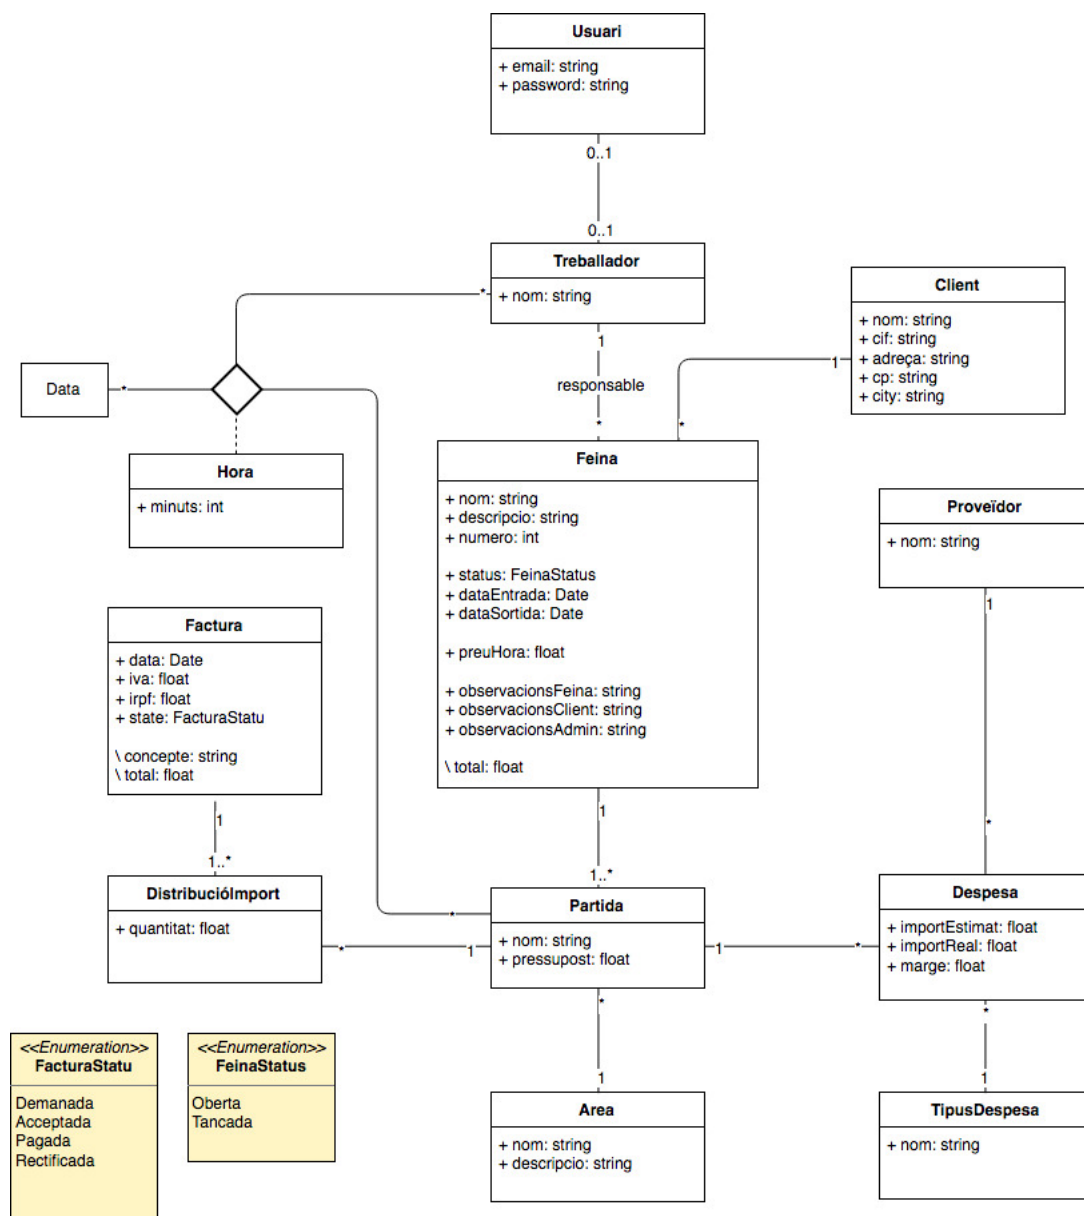 Usuari
+ email: string
+ password: string
0..1
0..1
Treballador
+ nom: string
*
1
responsable
*
Client
+ nom: string
+ cif: string
+ adreça: string
+ cp: string
+ city: string
1
*
Data
*
Hora
+ minuts: int
Feina
+ nom: string
+ descripcio: string
+ numero: int
+ status: FeinaStatus
+ dataEntrada: Date
+ dataSortida: Date
+ preuHora: float
+ observacionsFeina: string
+ observacionsClient: string
+ observacionsAdmin: string
\ total: float
1
1..*
Proveïdor
+ nom: string
1
*
Factura
+ data: Date
+ iva: float
+ irpf: float
+ state: FacturaStatu
\ concepte: string
\ total: float
1
1..*
DistribucióImport
+ quantitat: float
*
1
*
Partida
+ nom: string
+ pressupost: float
1
*
*
1
Despesa
+ importEstimat: float
+ importReal: float
+ marge: float
*
1
<<Enumeration>>
FacturaStatu
Demanada
Acceptada
Pagada
Rectificada
<<Enumeration>>
FeinaStatus
Oberta
Tancada
Area
+ nom: string
+ descripcio: string
TipusDespesa
+ nom: string